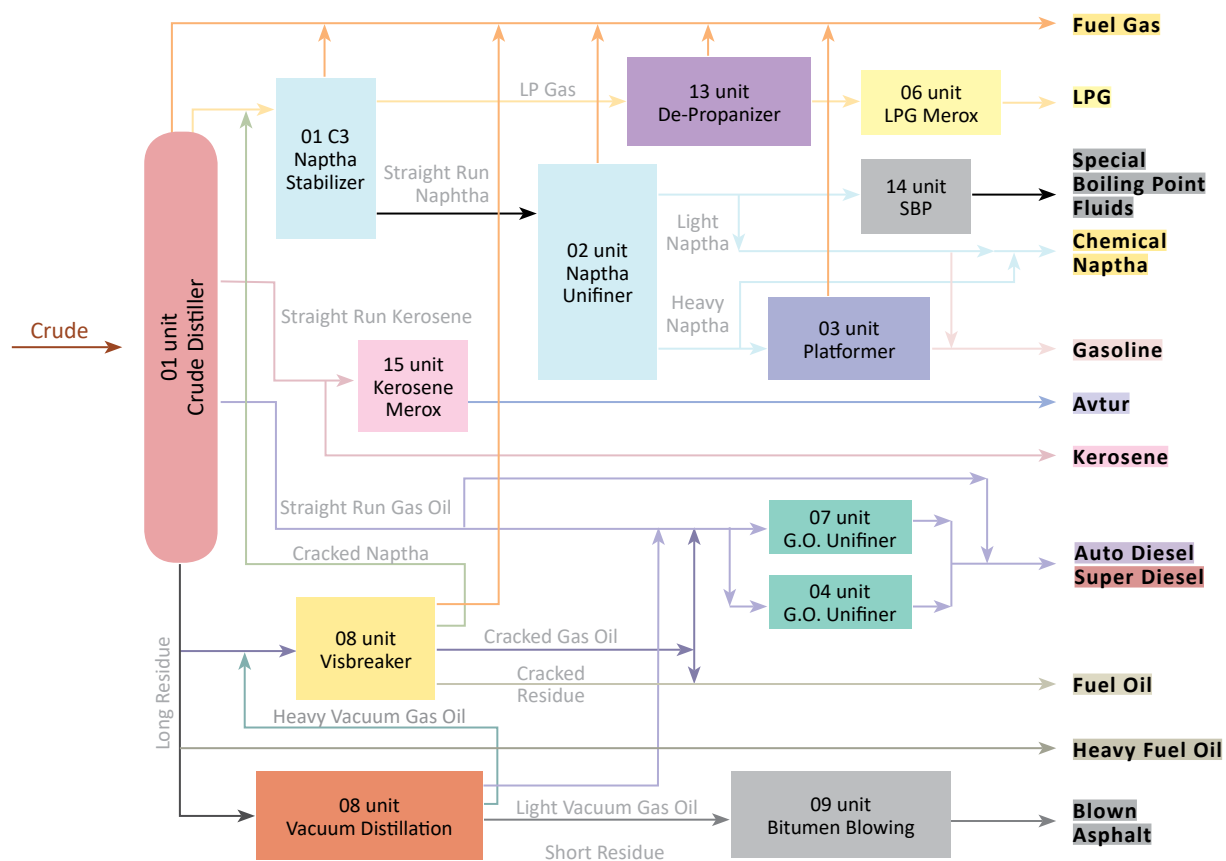 Fuel Gas
LP Gas
13 unit
De-Propanizer
06 unit
LPG Merox
LPG
01 C3
Naptha
Stabilizer
Straight Run
Naphtha
14 unit
SBP
Special
Boiling Point
Fluids
02 unit
Naptha
Unifiner
Light
Naptha
Chemical
Naptha
Heavy
Naptha
03 unit
Platformer
Gasoline
Crude
01 unit
Crude Distiller
Straight Run Kerosene
15 unit
Kerosene
Merox
Avtur
Kerosene
Straight Run Gas Oil
07 unit
G.O. Unifiner
04 unit
G.O. Unifiner
Auto Diesel
Super Diesel
Cracked Naptha
08 unit
Visbreaker
Cracked Gas Oil
Cracked
Residue
Fuel Oil
Long Residue
Heavy Vacuum Gas Oil
Heavy Fuel Oil
08 unit
Vacuum Distillation
Light Vacuum Gas Oil
Short Residue
09 unit
Bitumen Blowing
Blown
Asphalt